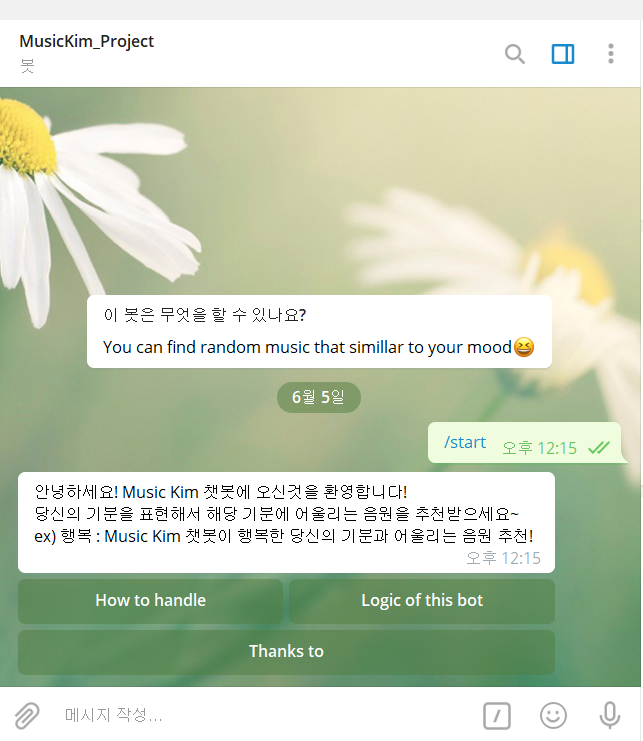 MusicKim_Project
봇
이 봇은 무엇을 할 수 있나요?
You can find random music that simillar to your mood😆
6월 5일
/start 오후 12:15
안녕하세요! Music Kim 챗봇에 오신것을 환영합니다!
당신의 기분을 표현해서 해당 기분에 어울리는 음원을 추천받으세요~
ex) 행복 : Music Kim 챗봇이 행복한 당신의 기분과 어울리는 음원 추천!
오후 12:15
How to handle
Logic of this bot
Thanks to
메시지 작성...